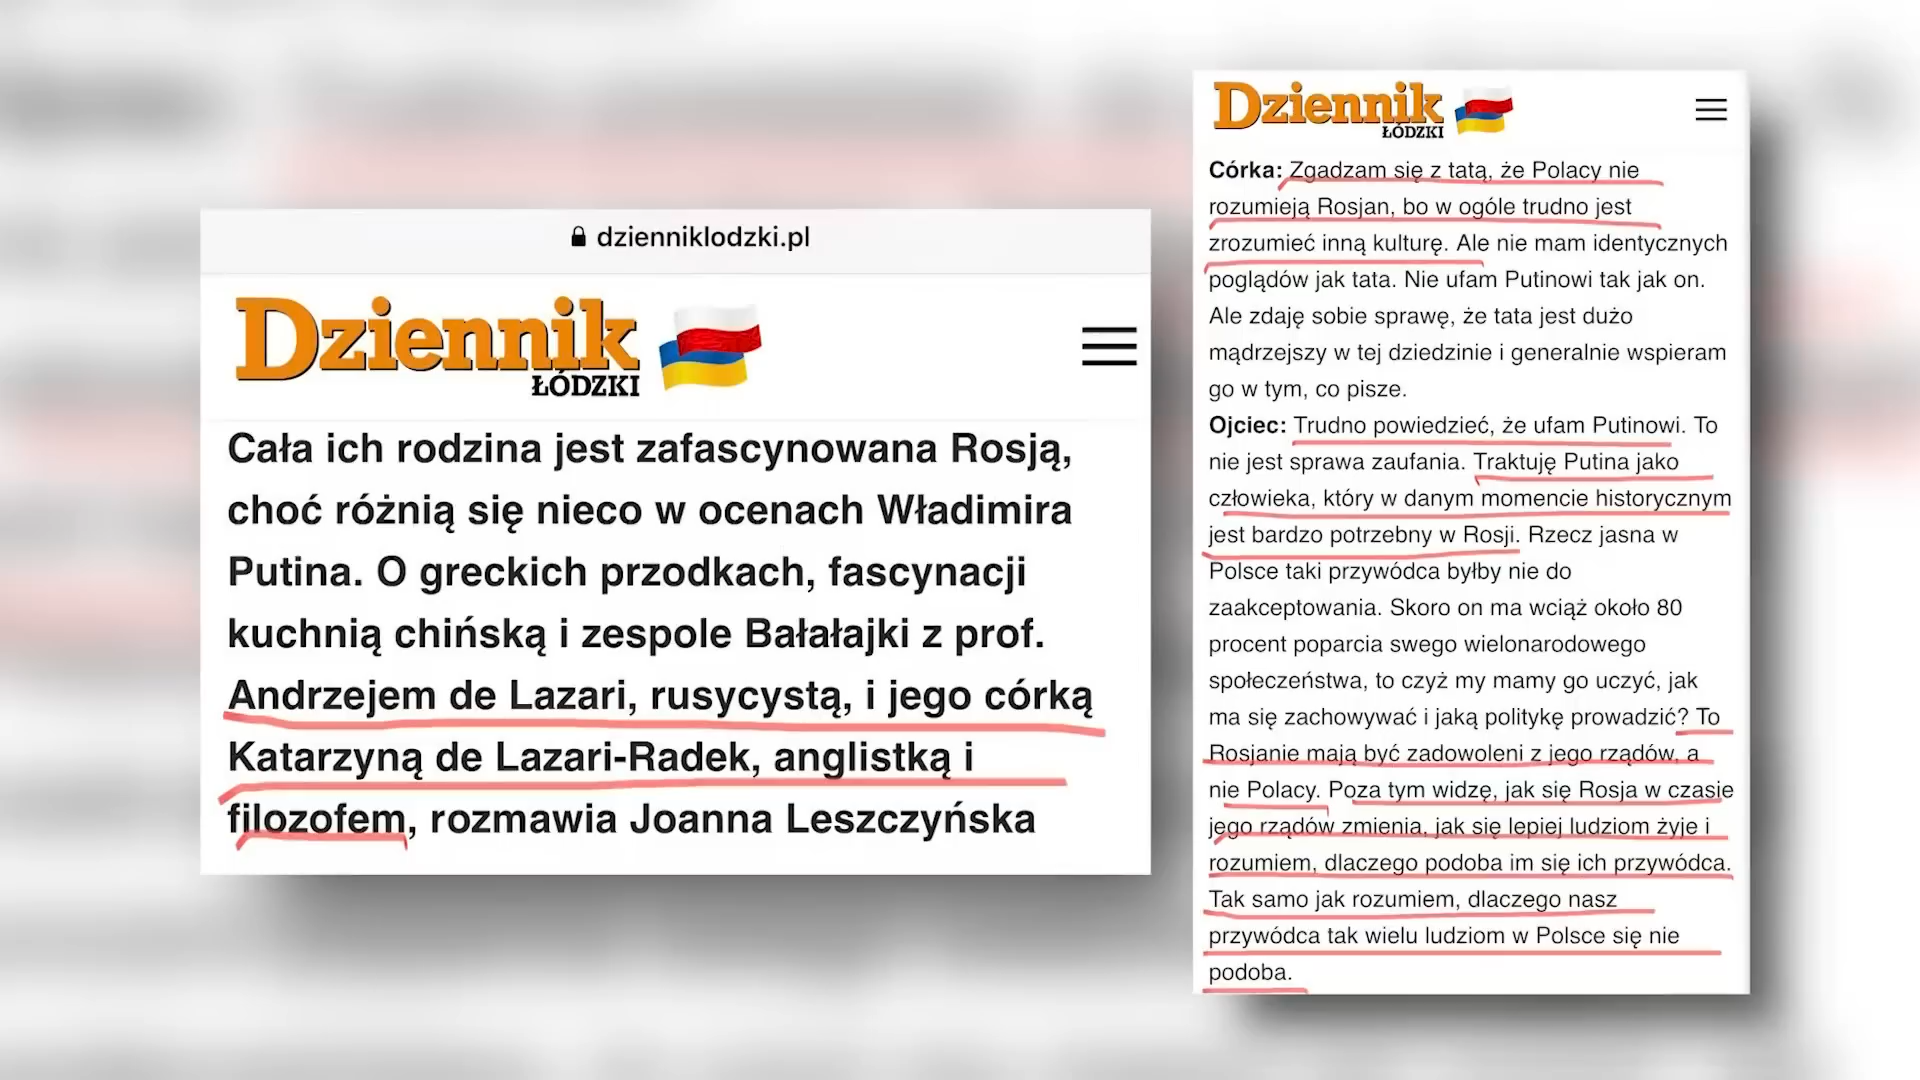 dzienniklodzki.pl
Dziennik
ŁÓDZKI
Cała ich rodzina jest zafascynowana Rosją,
choć różnią się nieco w ocenach Władimira
Putina. O greckich przodkach, fascynacji
kuchnią chińską i zespole Bałałajki z prof.
Andrzejem de Lazari, rusycystą, i jego córką
Katarzyną de Lazari-Radek, anglistką i
filozofem, rozmawia Joanna Leszczyńska
Dziennik
ŁÓDZKI
Córka: Zgadzam się z tatą, że Polacy nie
rozumieją Rosjan, bo w ogóle trudno jest
zrozumieć inną kulturę. Ale nie mam identycznych
poglądów jak tata. Nie ufam Putinowi tak jak on.
Ale zdaję sobie sprawę, że tata jest dużo
mądrzejszy w tej dziedzinie i generalnie wspieram
go w tym, co pisze.
Ojciec: Trudno powiedzieć, że ufam Putinowi. To
nie jest sprawa zaufania. Traktuję Putina jako
człowieka, który w danym momencie historycznym
jest bardzo potrzebny w Rosji. Rzecz jasna w
Polsce taki przywódca byłby nie do
zaakceptowania. Skoro on ma wciąż około 80
procent poparcia swego wielonarodowego
społeczeństwa, to czyż my mamy go uczyć, jak
ma się zachowywać i jaką politykę prowadzić? To
Rosjanie mają być zadowoleni z jego rządów, a
nie Polacy. Poza tym widzę, jak się Rosja w czasie
jego rządów zmienia, jak się lepiej ludziom żyje i
rozumiem, dlaczego podoba im się ich przywódca.
Tak samo jak rozumiem, dlaczego nasz
przywódca tak wielu ludziom w Polsce się nie
podoba.